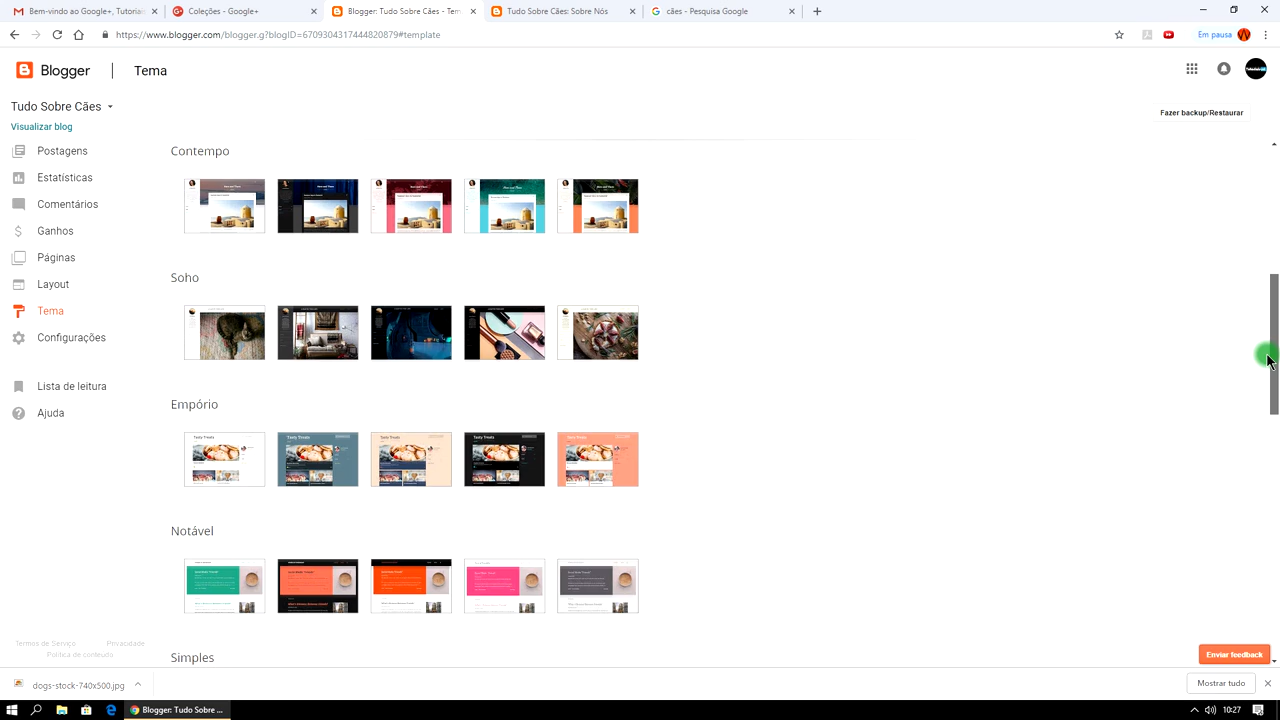 Bem-vindo ao Google+, Tutoriais
Coleções - Google+
Blogger: Tudo Sobre Cães - Tem
Tudo Sobre Cães: Sobre Nós
cães - Pesquisa Google
https://www.blogger.com/blogger.g?blogID=6709304317444820879#template
Em pausa
Blogger
Tema
Tudo Sobre Cães
Fazer backup/Restaurar
Visualizar blog
Postagens
Estatísticas
Comentários
Ganhos
Páginas
Layout
Tema
Configurações
Lista de leitura
Ajuda
Contempo
Soho
Empório
Tasty Treats
Tasty Treats
Tasty Treats
Tasty Treats
Tasty Treats
Notável
Simples
Termos de Serviço
Privacidade
Política de conteúdo
Enviar feedback
dogs-stock-740x500.jpg
Mostrar tudo
Blogger: Tudo Sobre ...
10:27